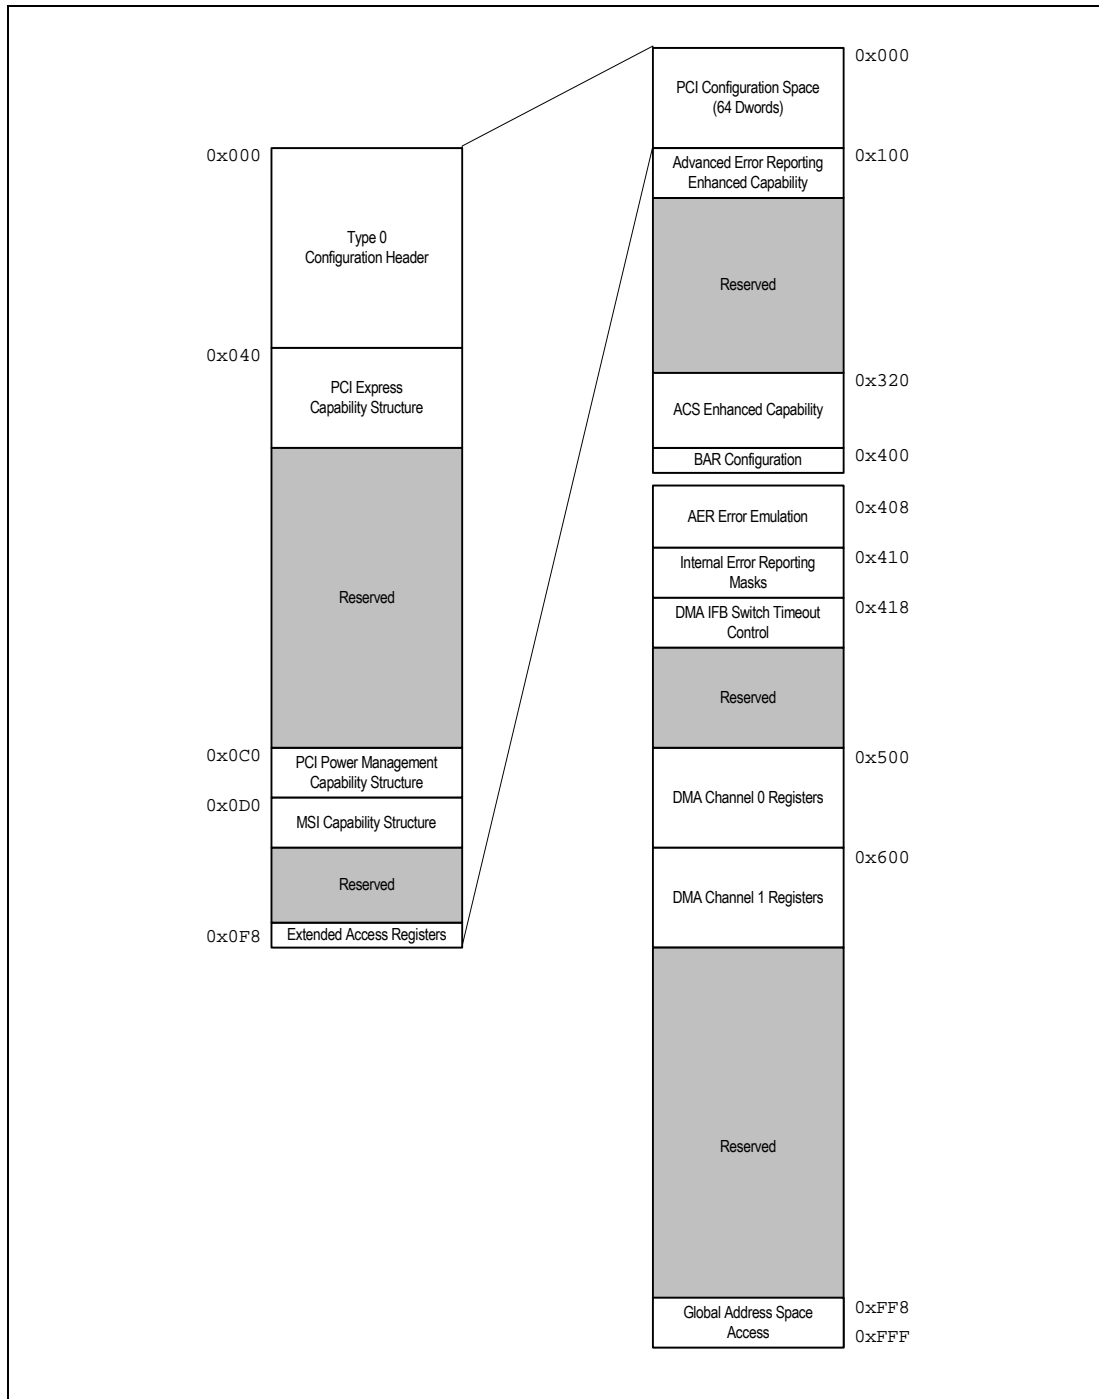 0x000
Type 0
Configuration Header
0x040
PCI Express
Capability Structure
Reserved
0x0C0
PCI Power Management
Capability Structure
0x0D0
MSI Capability Structure
Reserved
0x0F8
Extended Access Registers
PCI Configuration Space
(64 Dwords)
0x000
Advanced Error Reporting
Enhanced Capability
0x100
Reserved
ACS Enhanced Capability
0x320
BAR Configuration
0x400
AER Error Emulation
0x408
Internal Error Reporting
Masks
0x410
DMA IFB Switch Timeout
Control
0x418
Reserved
DMA Channel 0 Registers
0x500
DMA Channel 1 Registers
0x600
Reserved
Global Address Space
Access
0xFF8
0xFFF